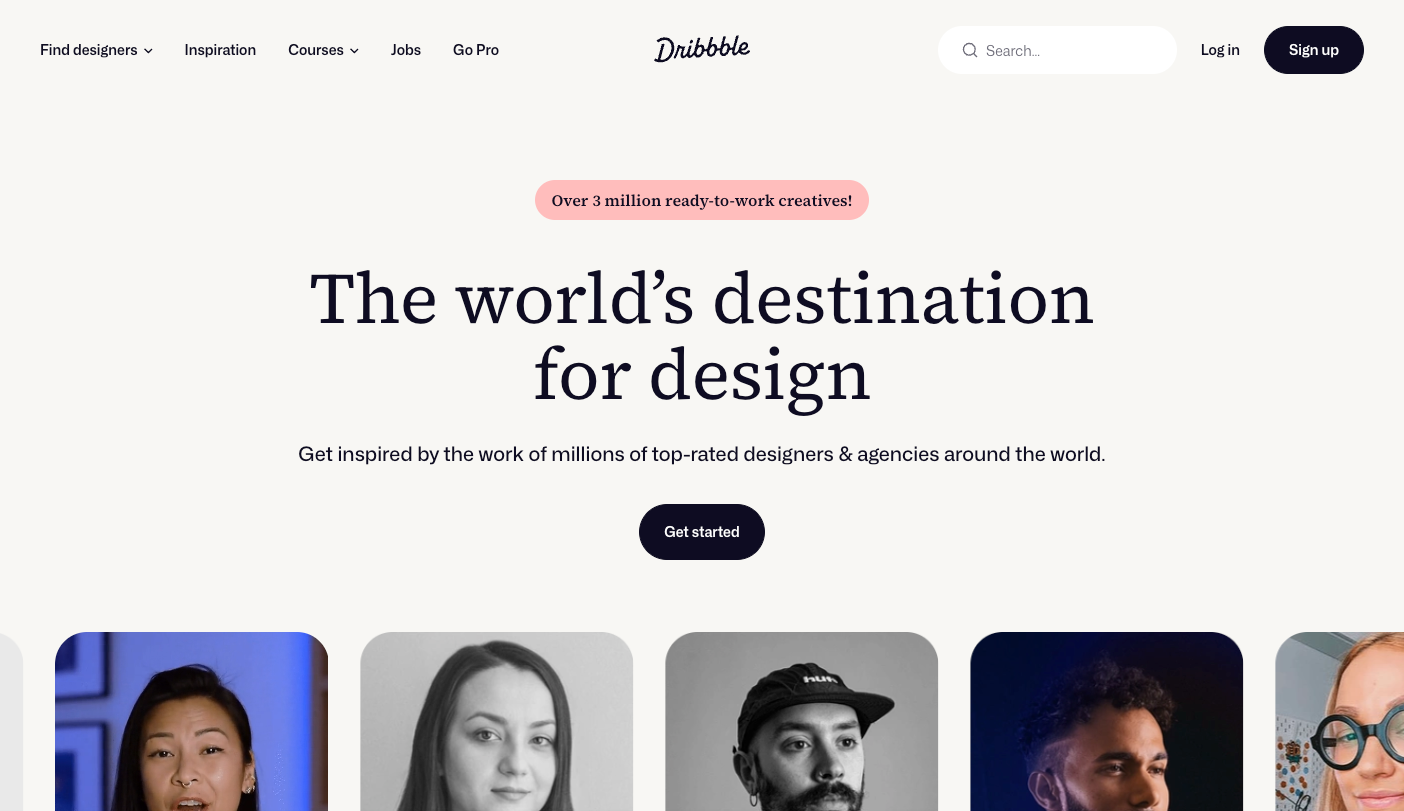 Find designers
Inspiration
Courses
Jobs
Go Pro
Dribbble
Search...
Log in
Sign up
Over 3 million ready-to-work creatives!
The world’s destination
for design
Get inspired by the work of millions of top-rated designers & agencies around the world.
Get started